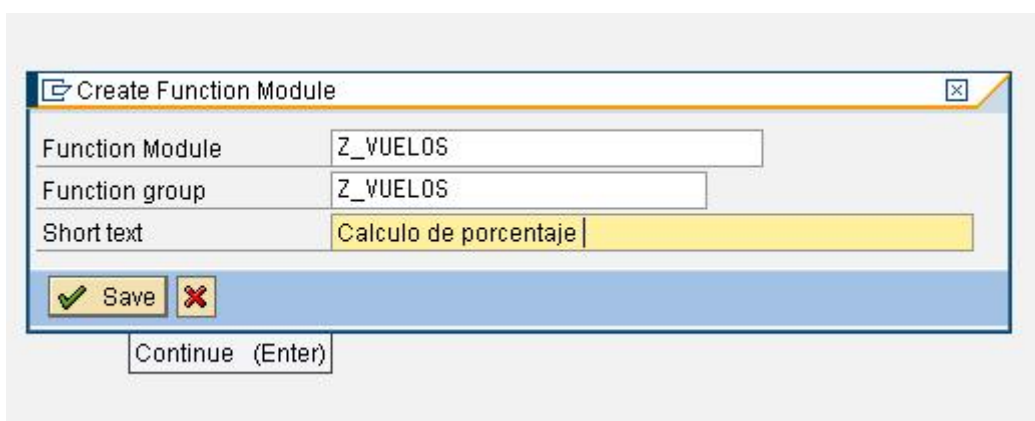 Create Function Module
Function Module Z_VUELOS
Function group Z_VUELOS
Short text Calculo de porcentaje
Save
Continue (Enter)